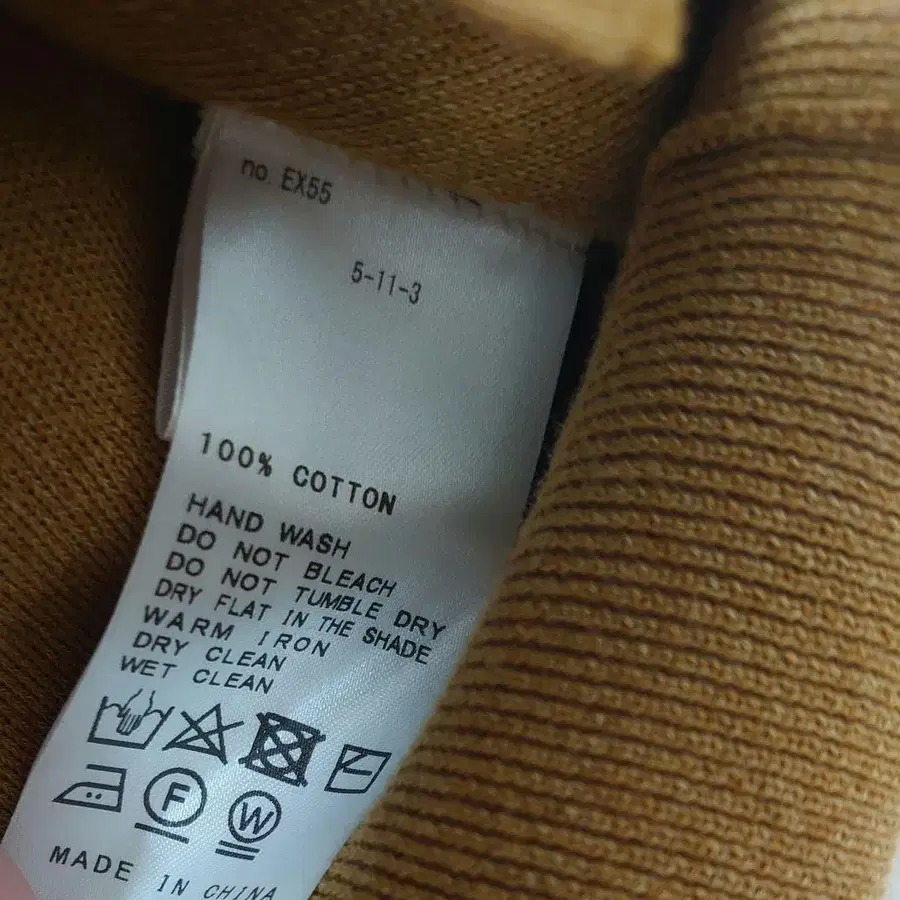 no. EX55
5-11-3
100% COTTON
HAND WASH
DO NOT BLEACH
DO NOT TUMBLE DRY
DRY FLAT IN THE SHADE
WARM IRON
DRY CLEAN
WET CLEAN
F
W
MADE IN CHINA